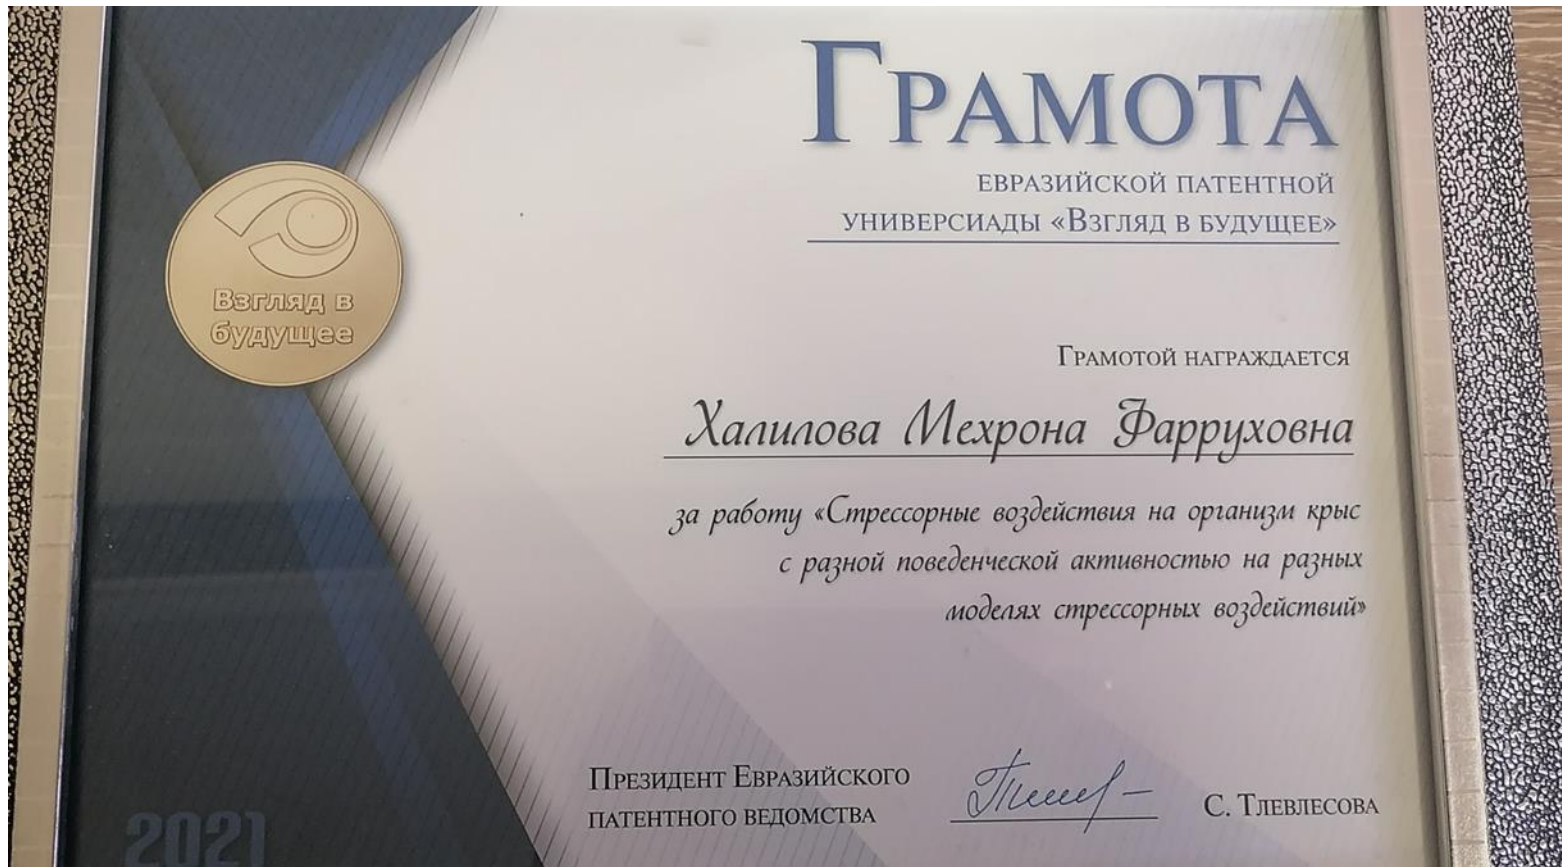 ГРАМОТА
ЕВРАЗИЙСКОЙ ПАТЕНТНОЙ
УНИВЕРСИАДЫ «ВЗГЛЯД В БУДУЩЕЕ»
Взгляд в
будущее
ГРАМОТОЙ НАГРАЖДАЕТСЯ
Халилова Мехрона Фарруховна
за работу «Стрессорные воздействия на организм крыс
с разной поведенческой активностью на разных
моделях стрессорных воздействий»
ПРЕЗИДЕНТ ЕВРАЗИЙСКОГО
ПАТЕНТНОГО ВЕДОМСТВА
С. ТЛЕВЛЕСОВА
2021